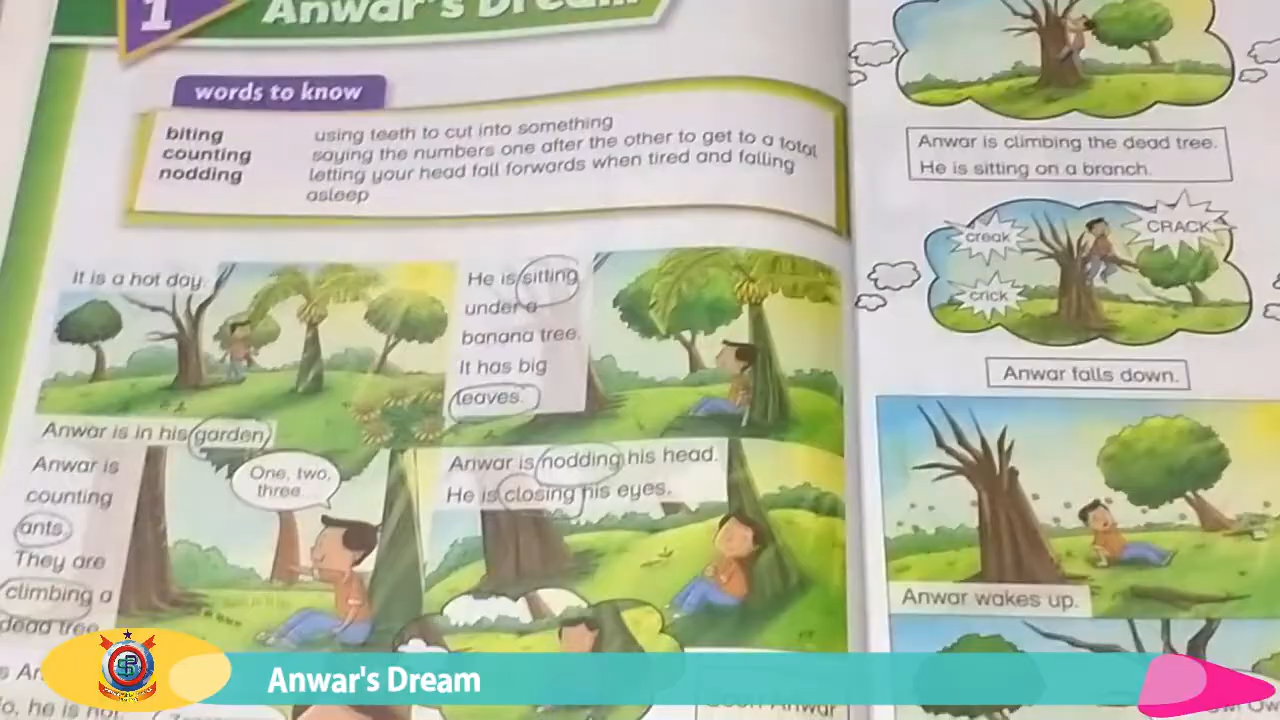 1
Anwar's Dream
words to know
biting using teeth to cut into something
counting saying the numbers one after the other to get to a total
nodding letting your head fall forwards when tired and falling
asleep
It is a hot day.
Anwar is in his garden
He is sitting
under a
banana tree.
It has big
leaves.
Anwar is
counting
ants.
They are
climbing a
dead tree
One, two,
three...
Anwar is nodding his head.
He is closing his eyes.
Anwar is climbing the dead tree.
He is sitting on a branch.
creak
CRACK
crick
Anwar falls down.
Anwar wakes up.
Anwar's Dream